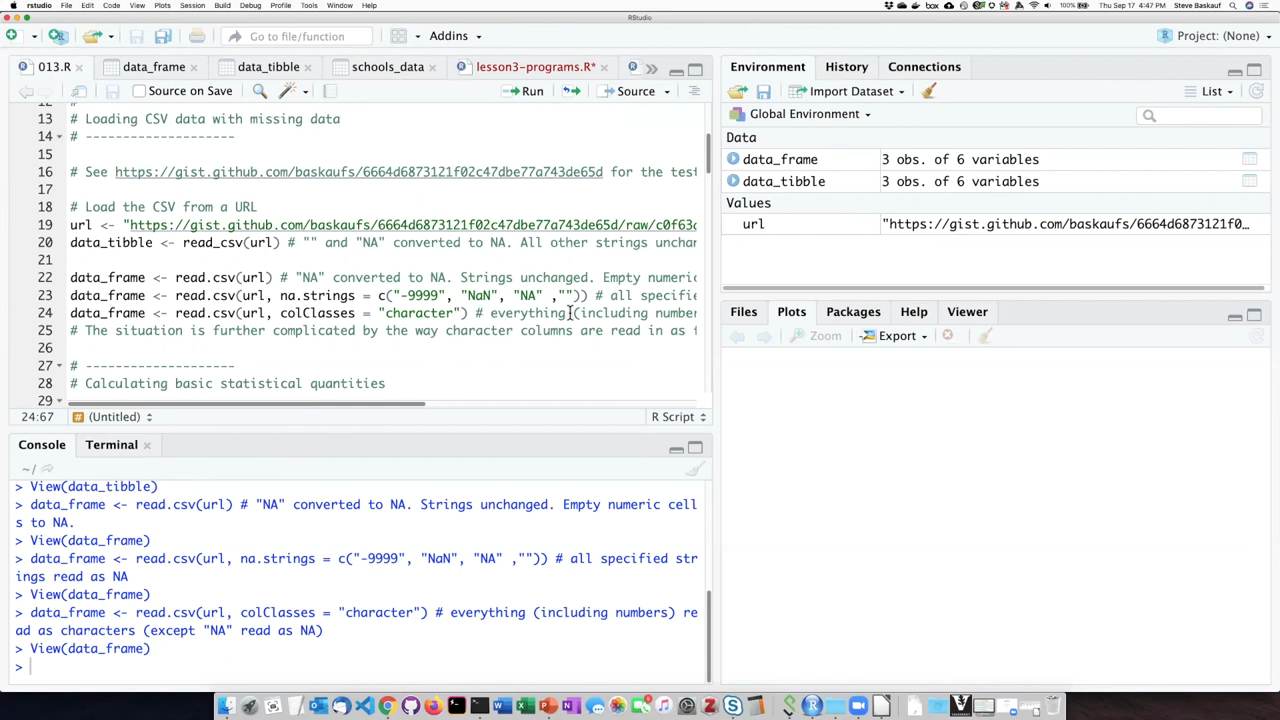 rstudio File Edit Code View Plots Session Build Debug Profile Tools Window Help box 100% Thu Sep 17 4:47 PM Steve Baskauf
RStudio
Go to file/function Addins Project: (None)
013.R data_frame data_tibble schools_data lesson3-programs.R*
Source on Save Run Source
12 #
13 # Loading CSV data with missing data
14 # --------------------
15
16 # See https://gist.github.com/baskaufs/6664d6873121f02c47dbe77a743de65d for the test
17
18 # Load the CSV from a URL
19 url <- "https://gist.github.com/baskaufs/6664d6873121f02c47dbe77a743de65d/raw/c0f63d
20 data_tibble <- read_csv(url) # "" and "NA" converted to NA. All other strings unchan
21
22 data_frame <- read.csv(url) # "NA" converted to NA. Strings unchanged. Empty numeric
23 data_frame <- read.csv(url, na.strings = c("-9999", "NaN", "NA" ,"")) # all specifie
24 data_frame <- read.csv(url, colClasses = "character") # everything (including number
25 # The situation is further complicated by the way character columns are read in as f
26
27 # --------------------
28 # Calculating basic statistical quantities
29
24:67 # (Untitled) R Script
Console Terminal
~/
> View(data_tibble)
> data_frame <- read.csv(url) # "NA" converted to NA. Strings unchanged. Empty numeric cell
s to NA.
> View(data_frame)
> data_frame <- read.csv(url, na.strings = c("-9999", "NaN", "NA" ,"")) # all specified str
ings read as NA
> View(data_frame)
> data_frame <- read.csv(url, colClasses = "character") # everything (including numbers) re
ad as characters (except "NA" read as NA)
> View(data_frame)
>
Environment History Connections
Import Dataset List
Global Environment
Data
data_frame 3 obs. of 6 variables
data_tibble 3 obs. of 6 variables
Values
url "https://gist.github.com/baskaufs/6664d6873121f0…
Files Plots Packages Help Viewer
Zoom Export